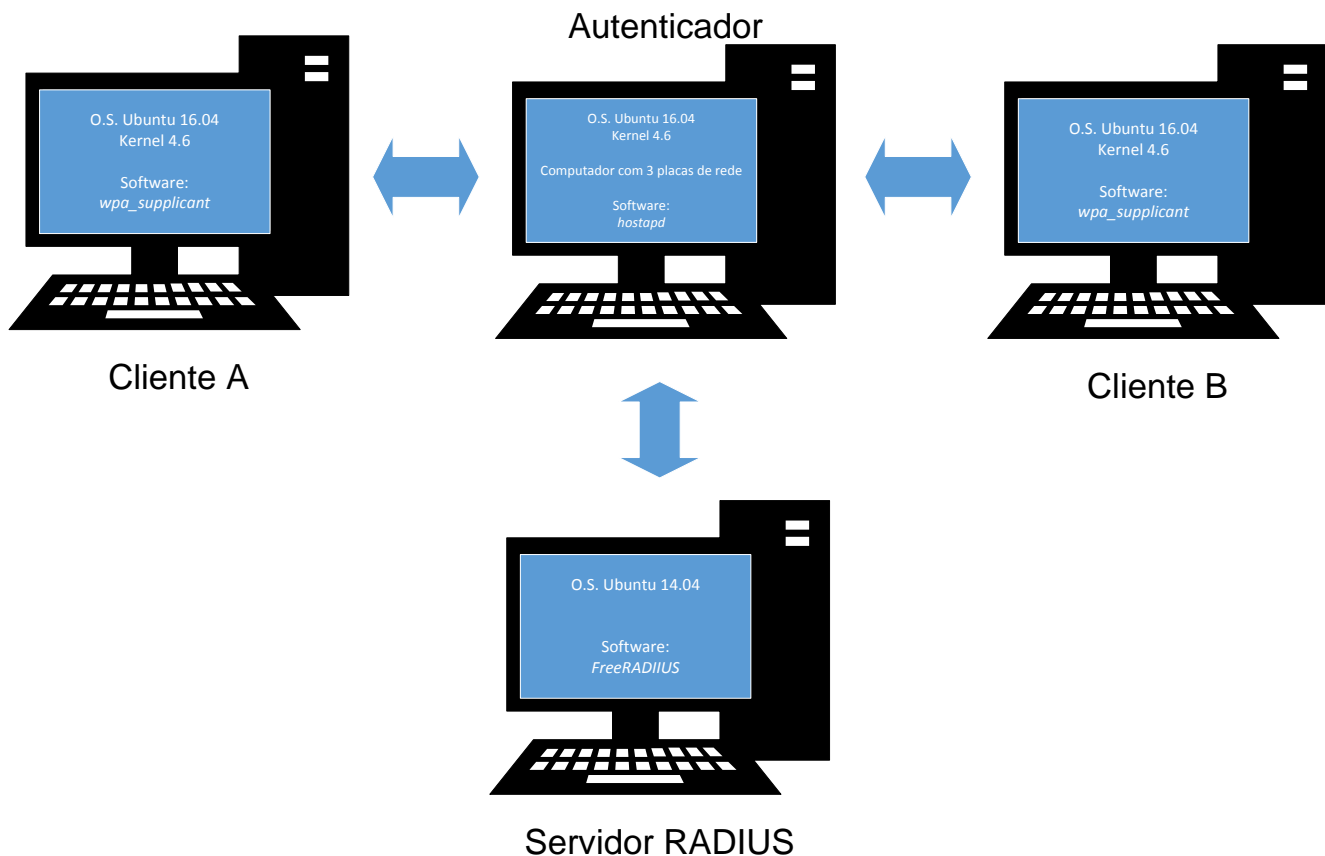 Autenticador
O.S. Ubuntu 16.04
Kernel 4.6
Software:
wpa_supplicant
Cliente A
O.S. Ubuntu 16.04
Kernel 4.6
Computador com 3 placas de rede
Software:
hostapd
O.S. Ubuntu 16.04
Kernel 4.6
Software:
wpa_supplicant
Cliente B
O.S. Ubuntu 14.04
Software:
FreeRADIIUS
Servidor RADIUS